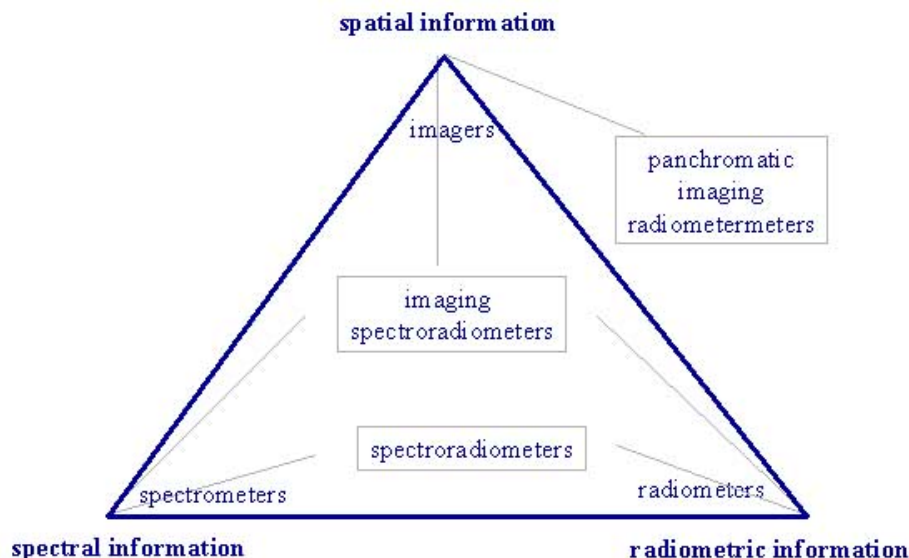 spatial information
imagers
panchromatic
imaging
radiometermeters
imaging
spectroradiometers
spectroradiometers
spectrometers
radiometers
spectral information
radiometric information